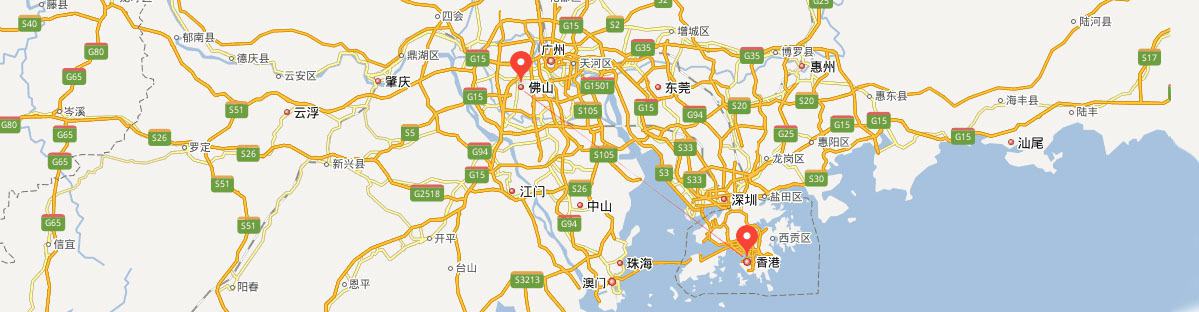 藤县
四会
G15
S2
增城区
G25
陆河县
S40
郁南县
G80
德庆县
鼎湖区
广州
天河区
G35
G35
博罗县
S17
G65
云安区
肇庆
G15
佛山
G1501
东莞
惠州
岑溪
云浮
S51
G15
S105
G15
G94
S20
S20
惠东县
海丰县
陆丰
G80
G65
S26
S5
G25
G15
G15
G15
汕尾
罗定
S26
新兴县
G94
S105
S33
惠阳区
G65
G15
S3
S33
龙岗区
S30
S51
G2518
江门
S26
中山
深圳
盐田区
G65
S51
G94
信宜
开平
西贡区
台山
珠海
香港
阳春
恩平
S3213
澳门